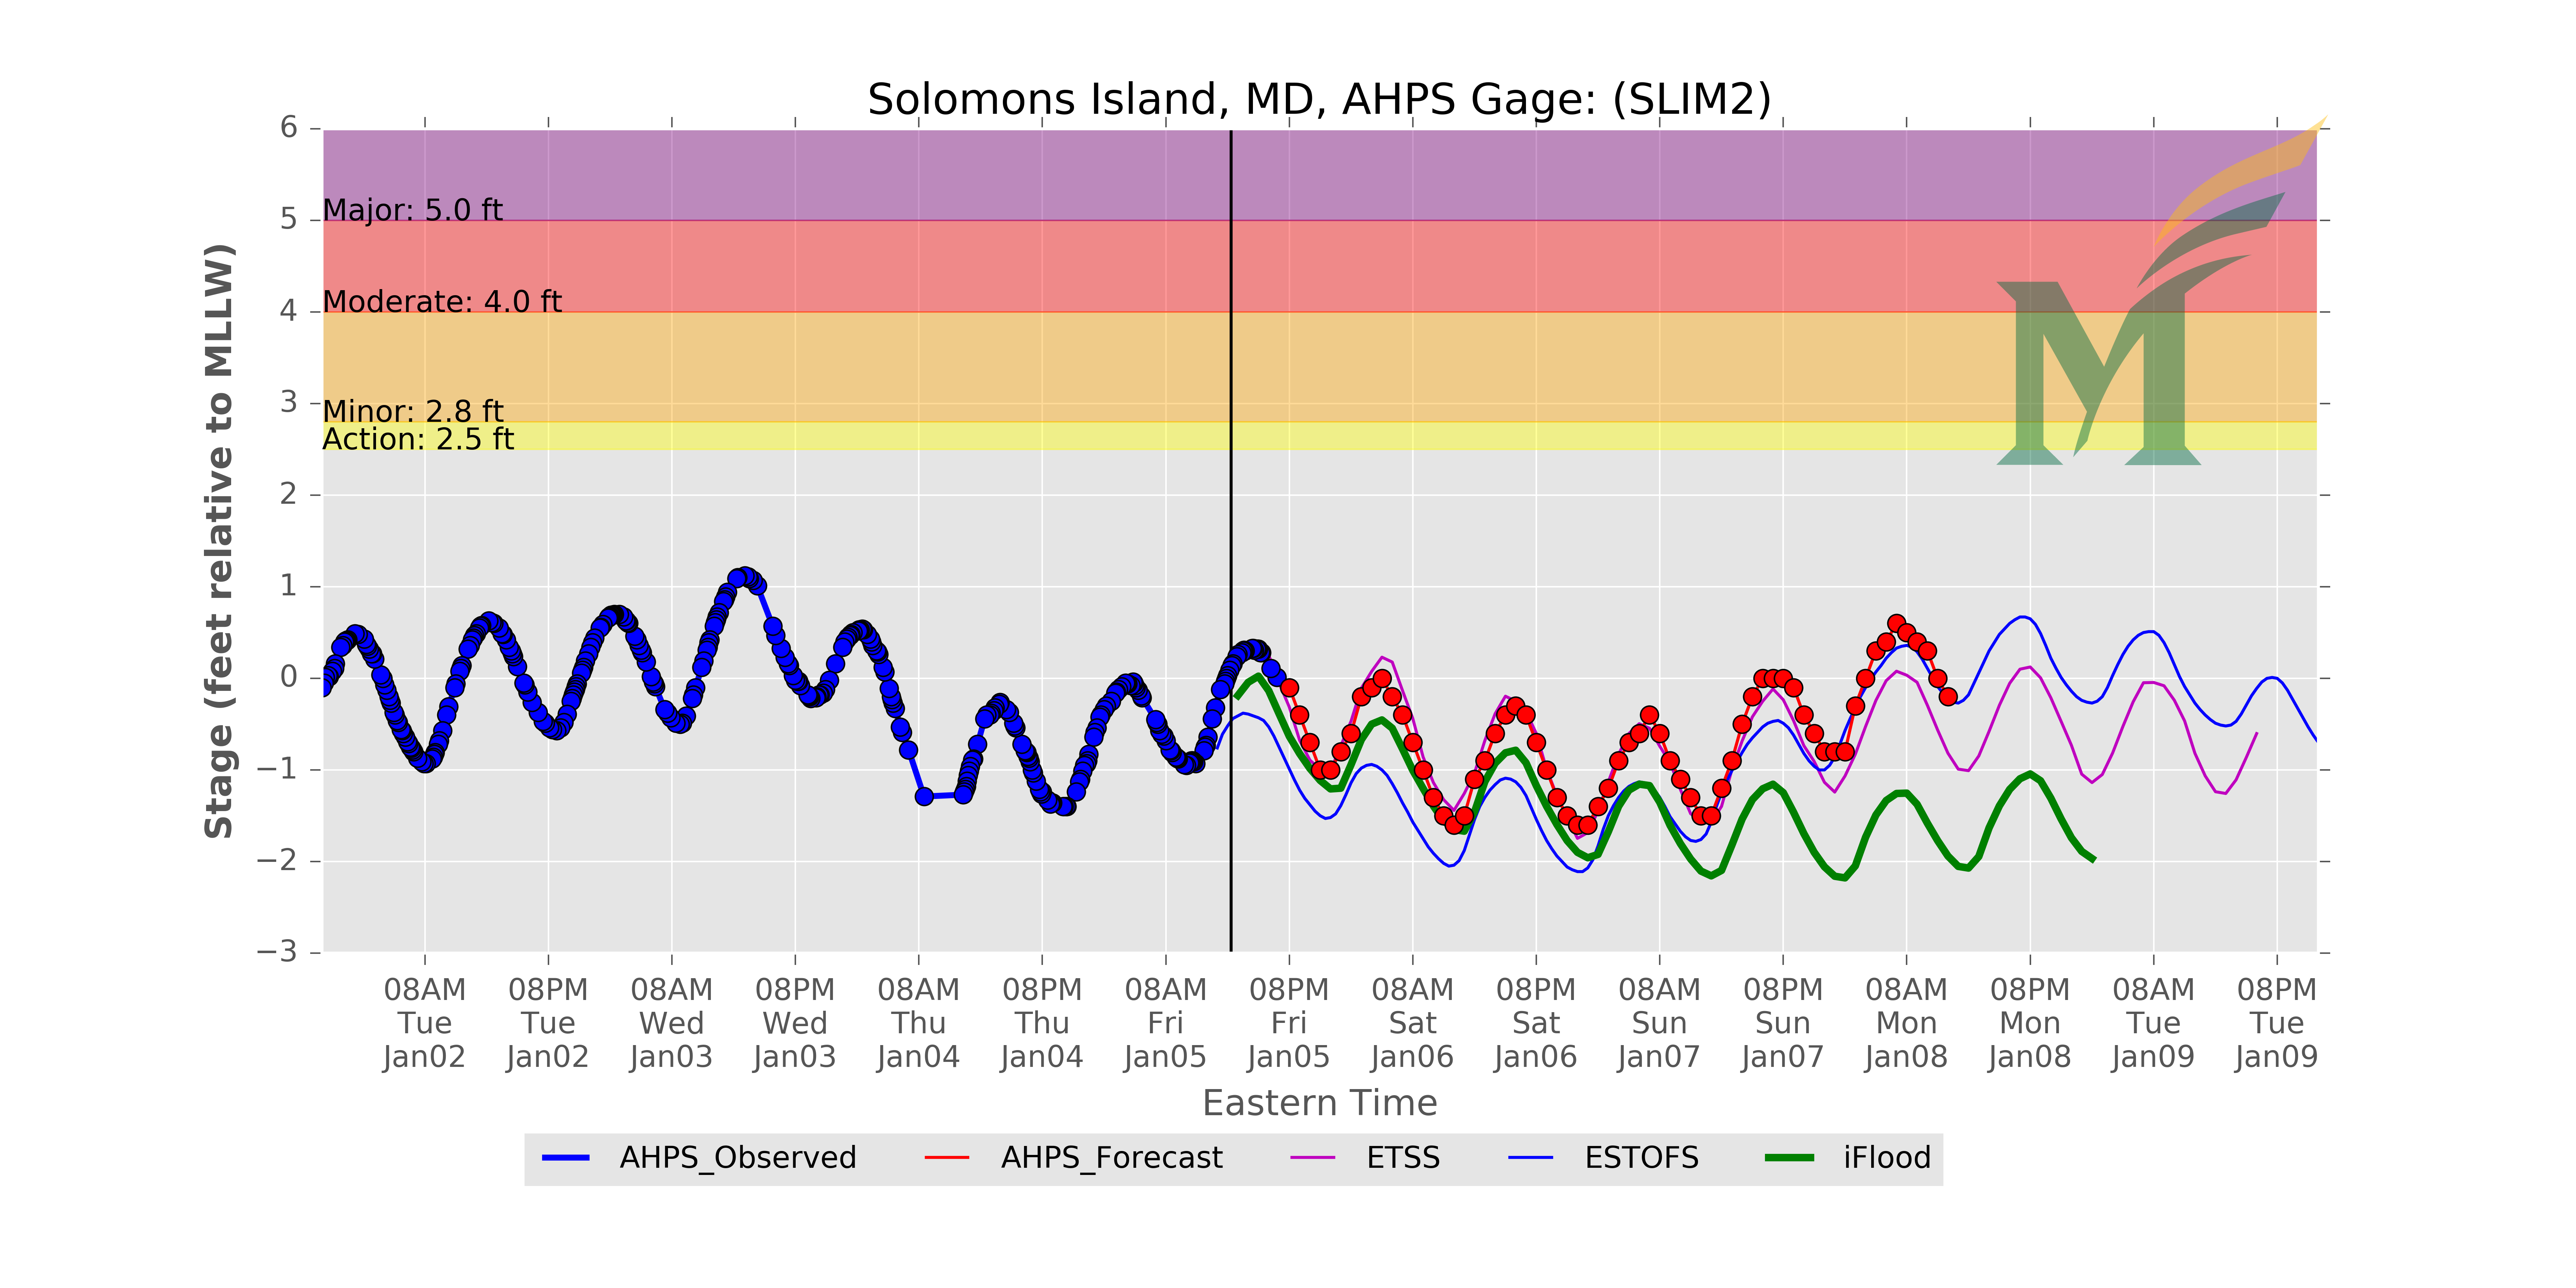 Solomons Island, MD, AHPS Gage: (SLIM2)
6
5
4
3
2
1
0
−1
−2
−3
Stage (feet relative to MLLW)
Major: 5.0 ft
Moderate: 4.0 ft
Minor: 2.8 ft
Action: 2.5 ft
M
08AM 08PM 08AM 08PM 08AM 08PM 08AM 08PM 08AM 08PM 08AM 08PM 08AM 08PM 08AM 08PM
Tue Tue Wed Wed Thu Thu Fri Fri Sat Sat Sun Sun Mon Mon Tue Tue
Jan02 Jan02 Jan03 Jan03 Jan04 Jan04 Jan05 Jan05 Jan06 Jan06 Jan07 Jan07 Jan08 Jan08 Jan09 Jan09
Eastern Time
AHPS_Observed AHPS_Forecast ETSS ESTOFS iFlood